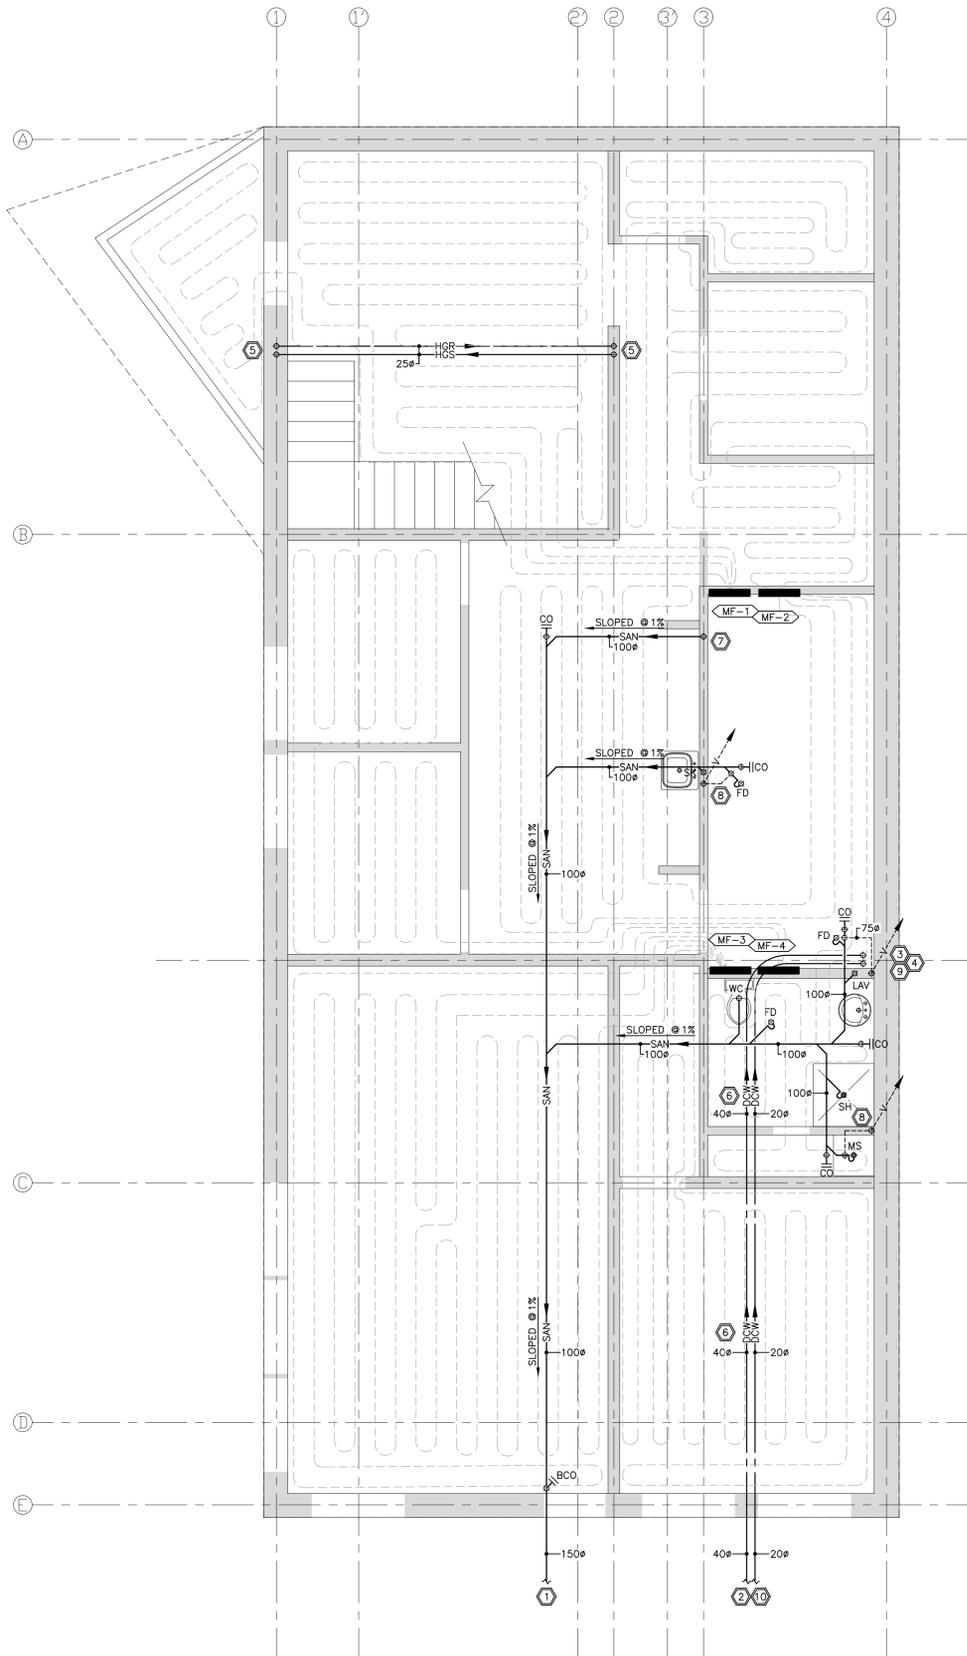 1 1' 2' 2 3' 3 4
A
5 HGR 5
HGS
25ø
B
MF-1 MF-2
CO SLOPED @1%
SAN 7
100ø
SLOPED @1% V
SAN SK CO
100ø
8 FD
SLOPED @1%
SAN
100ø
CO
75ø
FD
MF-3 MF-4
3 4
9
WC LAV
100ø
FD
SLOPED @1%
SAN CO
100ø 100ø
SAN
6 DCW DCW 100ø
SH V
40ø 20ø 8
MS
CO
C
SLOPED @1%
SAN
6 DCW DCW
100ø 40ø 20ø
D
BCO
E
150ø 40ø 20ø
1 2 10